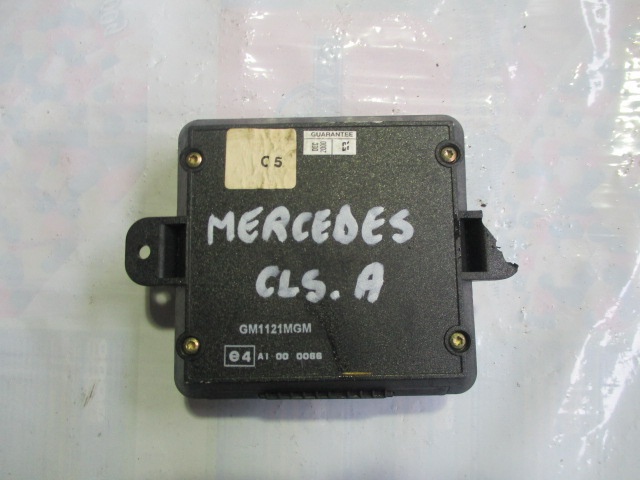 GUARANTEE
C5
MERCEDES
CLS. A
GM1121MGM
e4 A1 00 0066